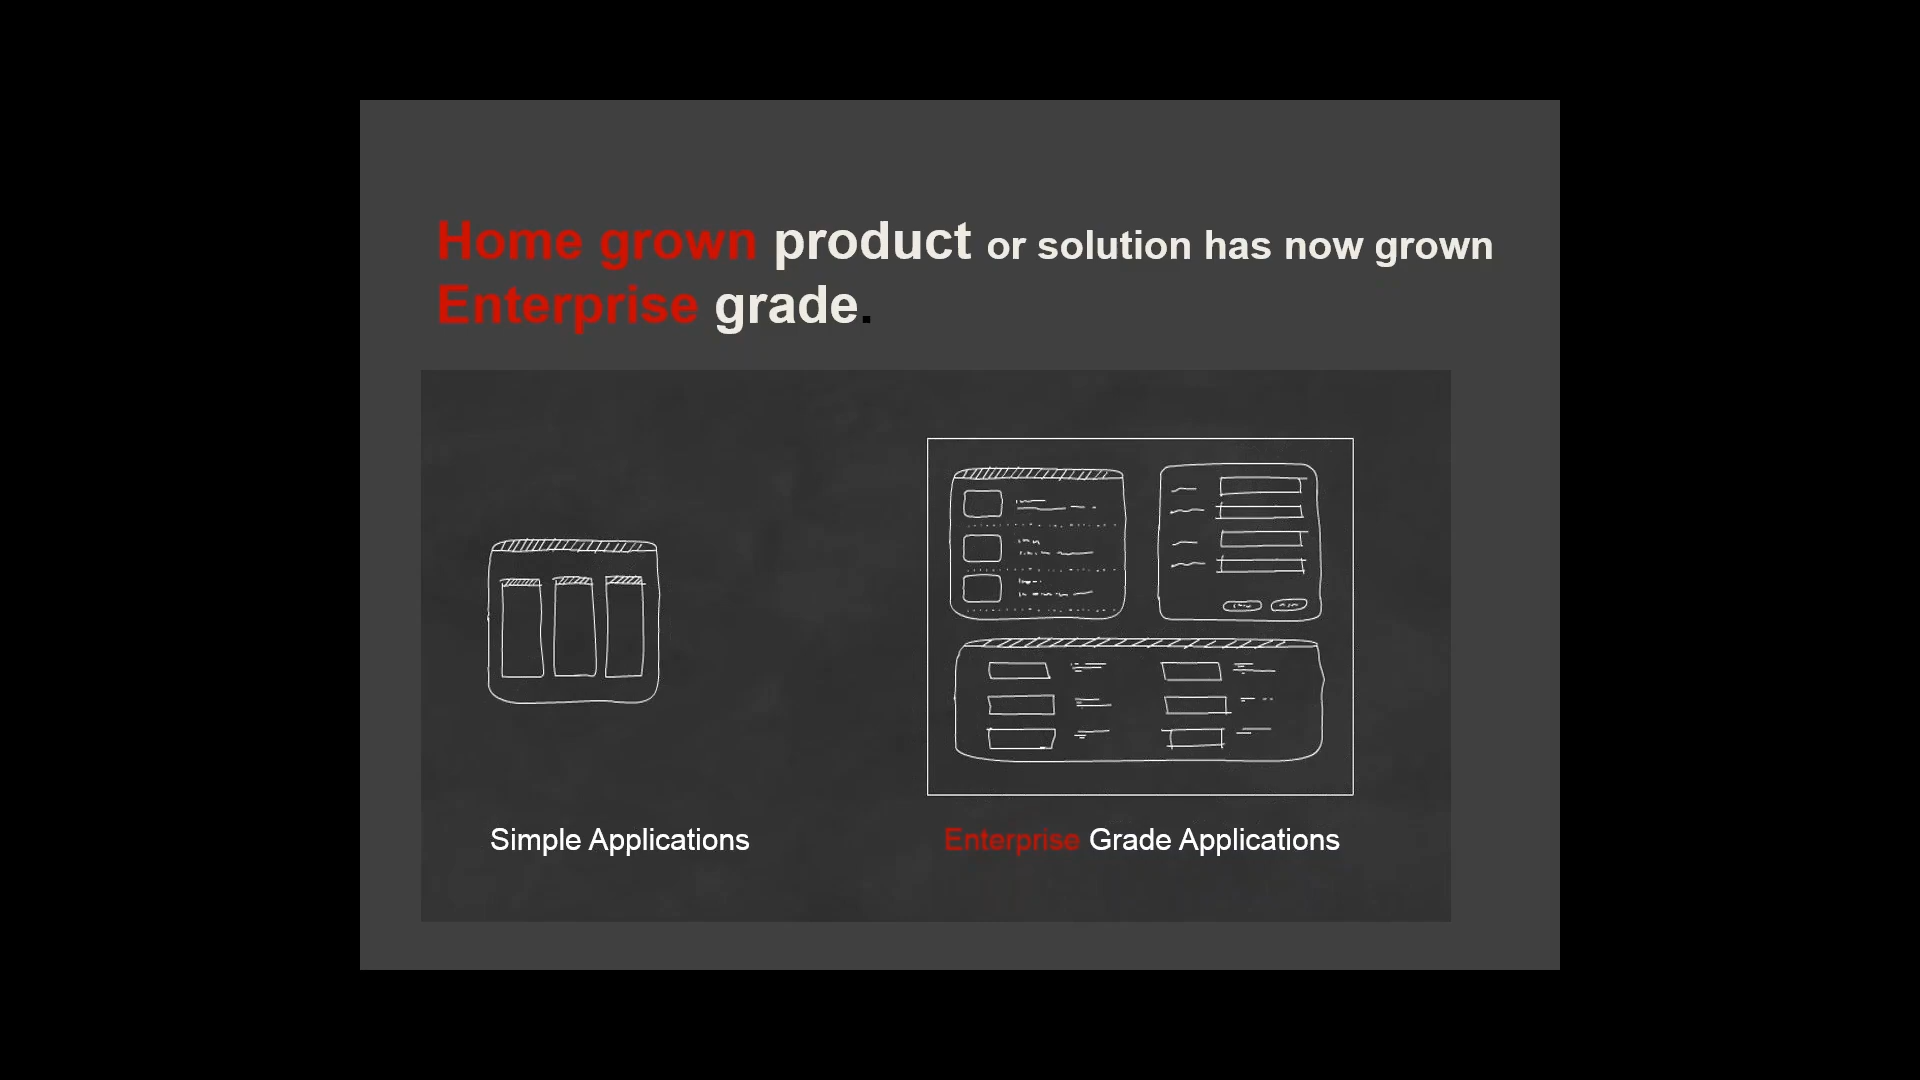 Home grown product or solution has now grown
Enterprise grade.
Simple Applications
Enterprise Grade Applications